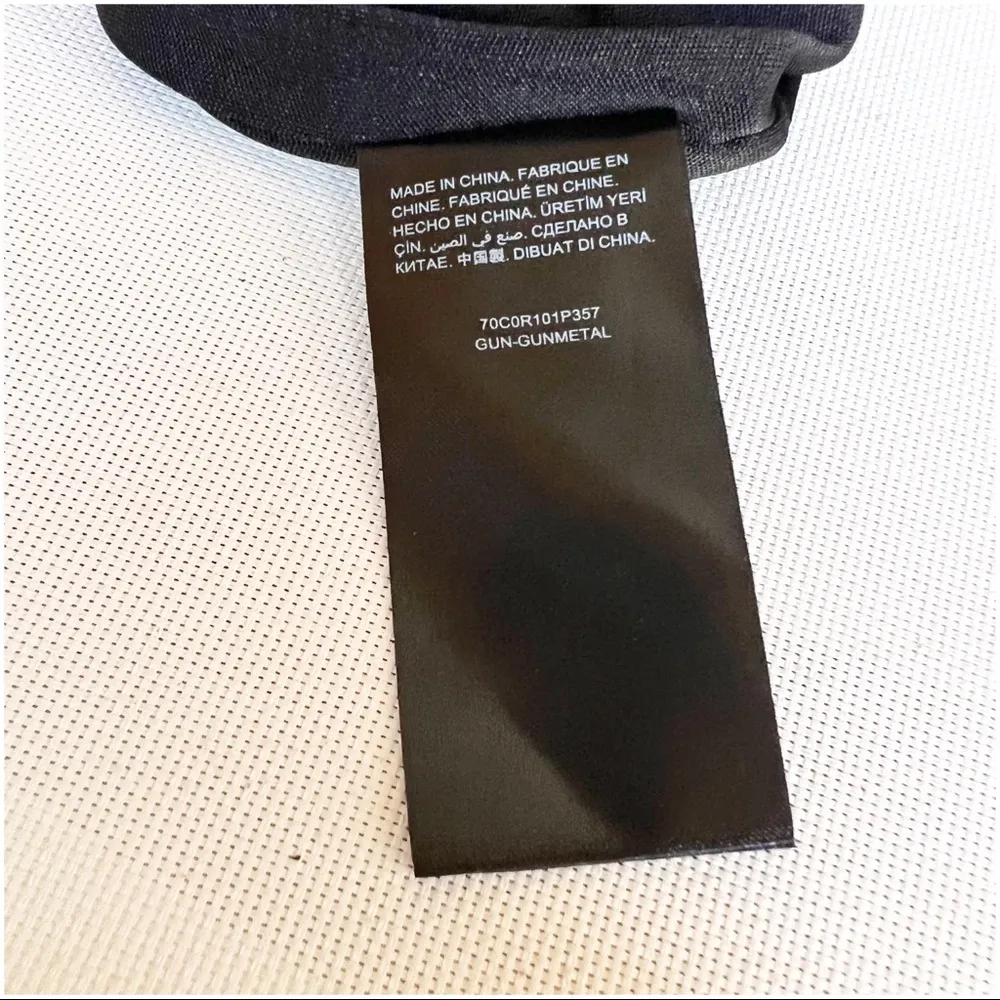 MADE IN CHINA. FABRIQUE EN
CHINE. FABRIQUÉ EN CHINE.
HECHO EN CHINA. ÜRETİM YERİ
ÇİN. صنع في الصين. СДЕЛАНО В
КИТАЕ. 中国製. DIBUAT DI CHINA.
70C0R101P357
GUN-GUNMETAL